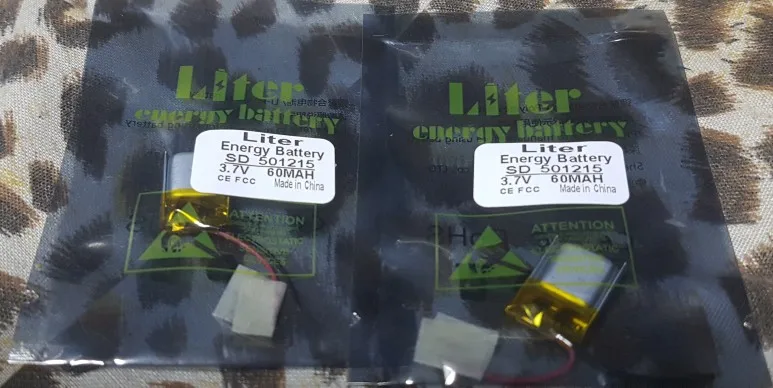 Liter
energy battery
Liter
Energy Battery
SD 501215
3.7V 60MAH
CE FCC Made in China
ATTENTION
Liter
energy battery
Liter
Energy Battery
SD 501215
3.7V 60MAH
CE FCC Made in China
ATTENTION